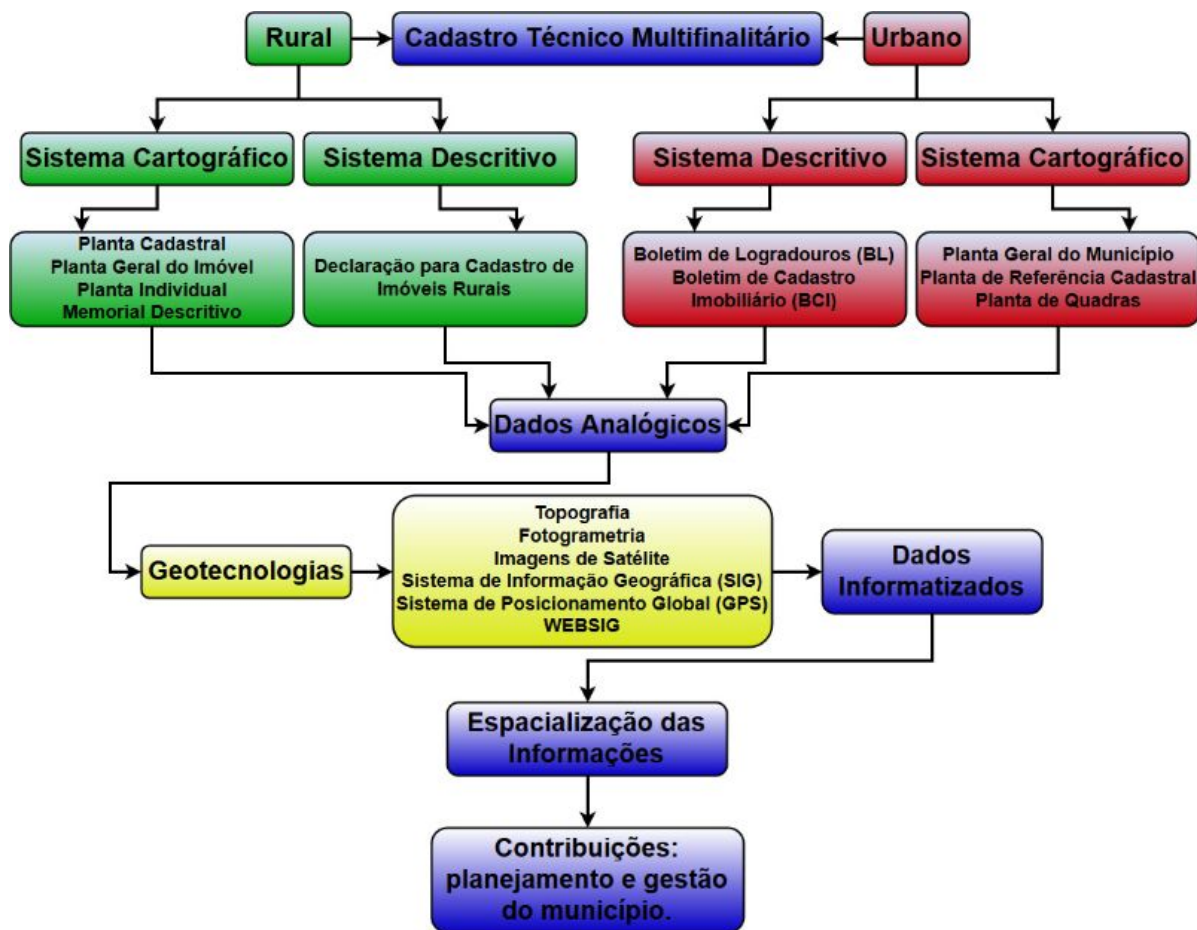 Rural
Cadastro Técnico Multifinalitário
Urbano
Sistema Cartográfico
Sistema Descritivo
Sistema Descritivo
Sistema Cartográfico
Planta Cadastral
Planta Geral do Imóvel
Planta Individual
Memorial Descritivo
Declaração para Cadastro de
Imóveis Rurais
Boletim de Logradouros (BL)
Boletim de Cadastro
Imobiliário (BCI)
Planta Geral do Município
Planta de Referência Cadastral
Planta de Quadras
Dados Analógicos
Geotecnologias
Topografia
Fotogrametria
Imagens de Satélite
Sistema de Informação Geográfica (SIG)
Sistema de Posicionamento Global (GPS)
WEBSIG
Dados
Informatizados
Espacialização das
Informações
Contribuições:
planejamento e gestão
do município.